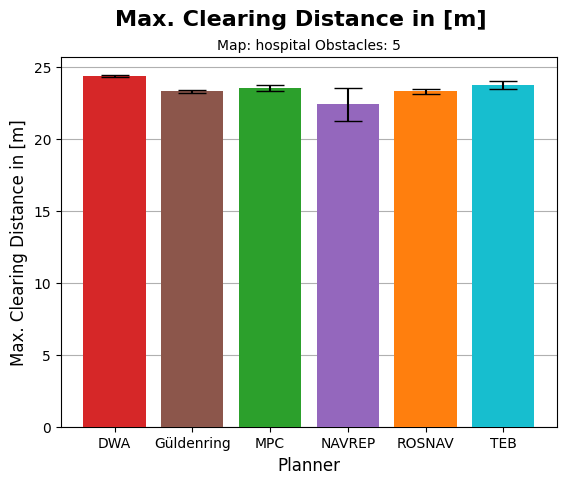 Max. Clearing Distance in [m]
Map: hospital Obstacles: 5
Max. Clearing Distance in [m]
25
20
15
10
5
0
DWA Güldenring MPC NAVREP ROSNAV TEB
Planner